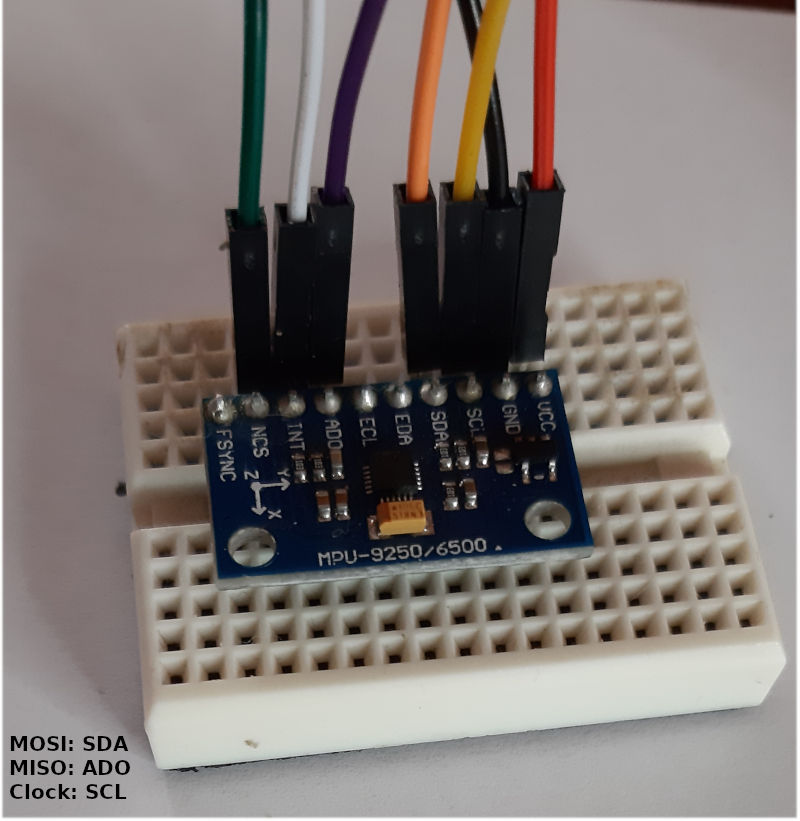 FSYNC
NCS
INT
ADO
ECL
EDA
SDA
SCL
GND
VCC
Z
Y
X
MPU-9250/6500
MOSI: SDA
MISO: ADO
Clock: SCL